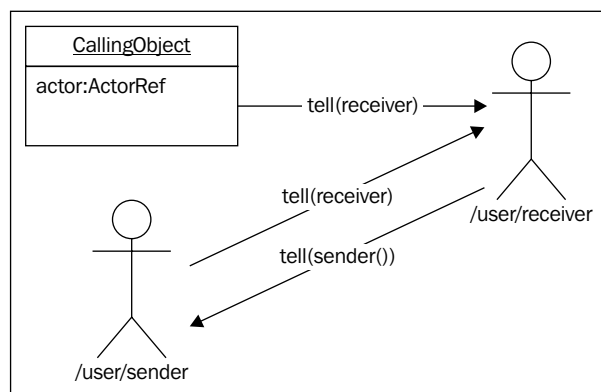 CallingObject
actor:ActorRef
tell(receiver)
tell(receiver)
/user/receiver
tell(sender())
/user/sender